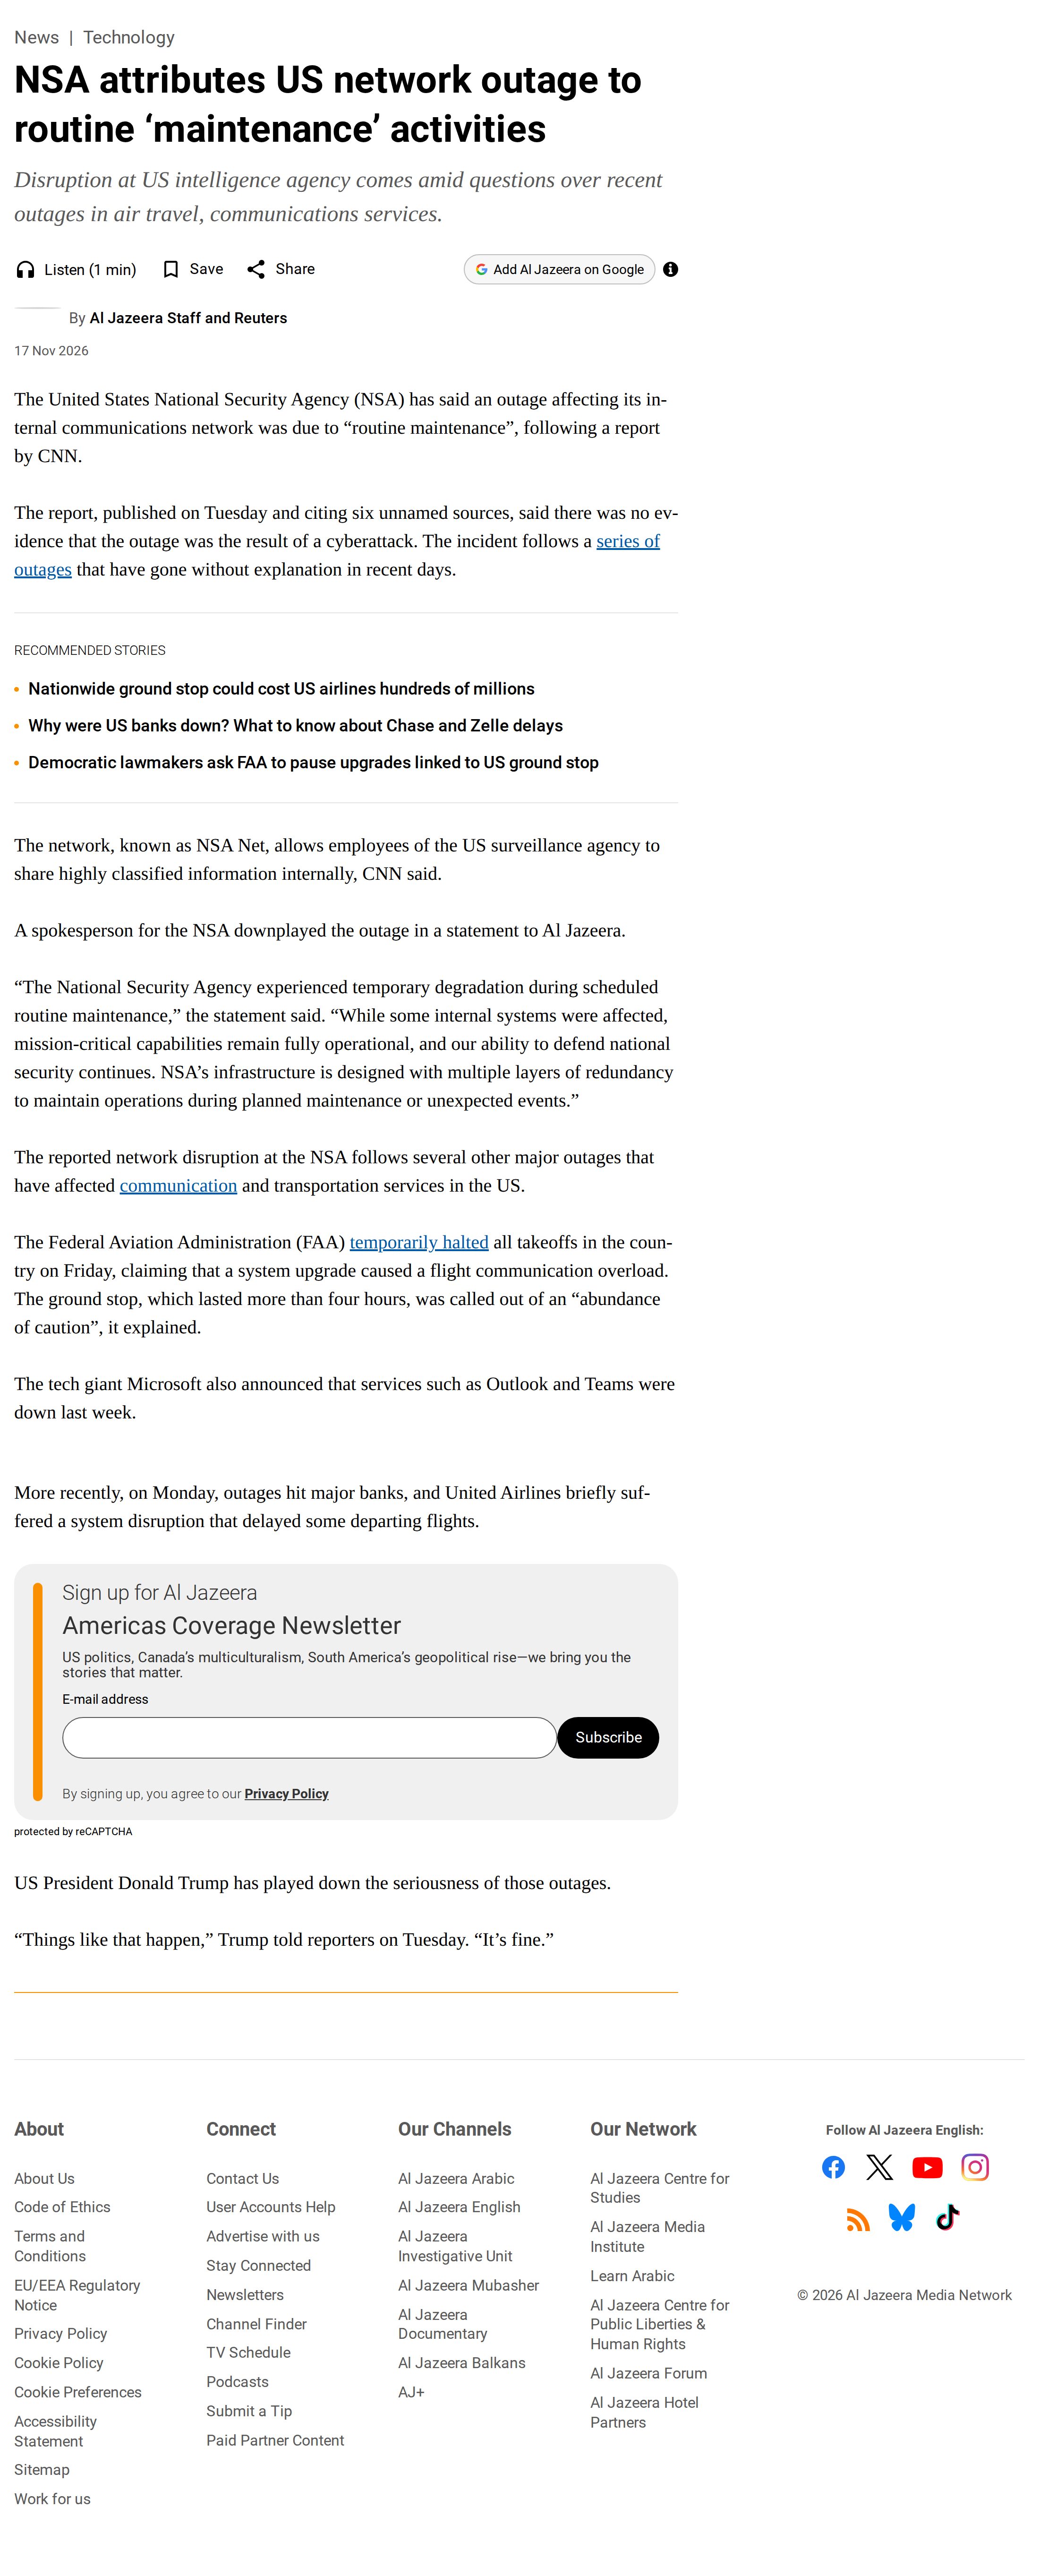 News | Technology
NSA attributes US network outage to
routine ‘maintenance’ activities
Disruption at US intelligence agency comes amid questions over recent
outages in air travel, communications services.
Listen (1 min) Save Share Add Al Jazeera on Google
By Al Jazeera Staff and Reuters
17 Nov 2026
The United States National Security Agency (NSA) has said an outage affecting its in-
ternal communications network was due to “routine maintenance”, following a report
by CNN.
The report, published on Tuesday and citing six unnamed sources, said there was no ev-
idence that the outage was the result of a cyberattack. The incident follows a series of
outages that have gone without explanation in recent days.
RECOMMENDED STORIES
Nationwide ground stop could cost US airlines hundreds of millions
Why were US banks down? What to know about Chase and Zelle delays
Democratic lawmakers ask FAA to pause upgrades linked to US ground stop
The network, known as NSA Net, allows employees of the US surveillance agency to
share highly classified information internally, CNN said.
A spokesperson for the NSA downplayed the outage in a statement to Al Jazeera.
“The National Security Agency experienced temporary degradation during scheduled
routine maintenance,” the statement said. “While some internal systems were affected,
mission-critical capabilities remain fully operational, and our ability to defend national
security continues. NSA’s infrastructure is designed with multiple layers of redundancy
to maintain operations during planned maintenance or unexpected events.”
The reported network disruption at the NSA follows several other major outages that
have affected communication and transportation services in the US.
The Federal Aviation Administration (FAA) temporarily halted all takeoffs in the coun-
try on Friday, claiming that a system upgrade caused a flight communication overload.
The ground stop, which lasted more than four hours, was called out of an “abundance
of caution”, it explained.
The tech giant Microsoft also announced that services such as Outlook and Teams were
down last week.
More recently, on Monday, outages hit major banks, and United Airlines briefly suf-
fered a system disruption that delayed some departing flights.
Sign up for Al Jazeera
Americas Coverage Newsletter
US politics, Canada’s multiculturalism, South America’s geopolitical rise—we bring you the
stories that matter.
E-mail address
Subscribe
By signing up, you agree to our Privacy Policy
protected by reCAPTCHA
US President Donald Trump has played down the seriousness of those outages.
“Things like that happen,” Trump told reporters on Tuesday. “It’s fine.”
About
About Us
Code of Ethics
Terms and
Conditions
EU/EEA Regulatory
Notice
Privacy Policy
Cookie Policy
Cookie Preferences
Accessibility
Statement
Sitemap
Work for us
Connect
Contact Us
User Accounts Help
Advertise with us
Stay Connected
Newsletters
Channel Finder
TV Schedule
Podcasts
Submit a Tip
Paid Partner Content
Our Channels
Al Jazeera Arabic
Al Jazeera English
Al Jazeera
Investigative Unit
Al Jazeera Mubasher
Al Jazeera
Documentary
Al Jazeera Balkans
AJ+
Our Network
Al Jazeera Centre for
Studies
Al Jazeera Media
Institute
Learn Arabic
Al Jazeera Centre for
Public Liberties &
Human Rights
Al Jazeera Forum
Al Jazeera Hotel
Partners
Follow Al Jazeera English:
© 2026 Al Jazeera Media Network